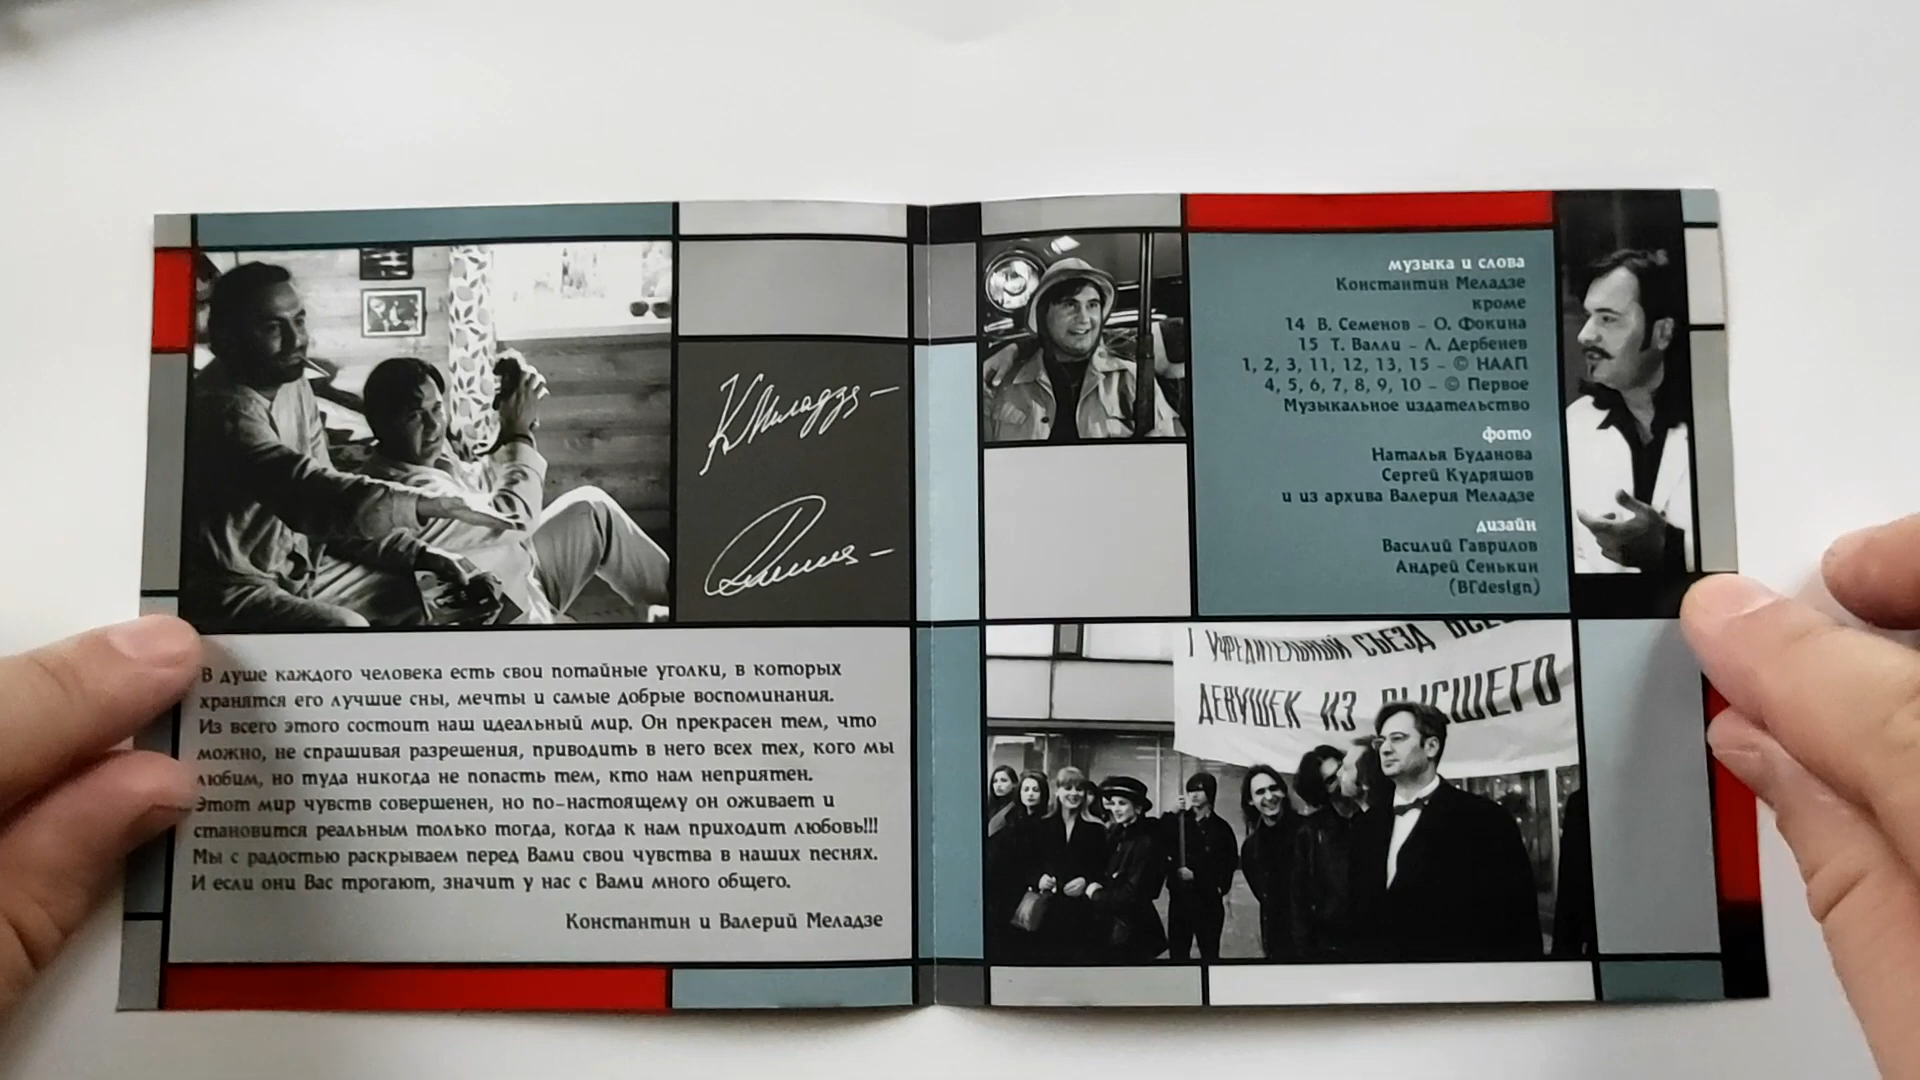 К Меладзе
В душе каждого человека есть свои потайные уголки, в которых
хранятся его лучшие сны, мечты и самые добрые воспоминания.
Из всего этого состоит наш идеальный мир. Он прекрасен тем, что
можно, не спрашивая разрешения, приводить в него всех тех, кого мы
любим, но туда никогда не попасть тем, кто нам неприятен.
Этот мир чувств совершенен, но по-настоящему он оживает и
становится реальным только тогда, когда к нам приходит любовь!!!
Мы с радостью раскрываем перед Вами свои чувства в наших песнях.
И если они Вас трогают, значит у нас с Вами много общего.
Константин и Валерий Меладзе
музыка и слова
Константин Меладзе
кроме
14 В. Семенов - О. Фокина
15 Т. Валли - Л. Дербенев
1, 2, 3, 11, 12, 13, 15 - © НААП
4, 5, 6, 7, 8, 9, 10 - © Первое
Музыкальное издательство
фото
Наталья Буданова
Сергей Кудряшов
и из архива Валерия Меладзе
дизайн
Василий Гаврилов
Андрей Сенькин
(ВГdesign)
I УЧРЕДИТЕЛЬНЫЙ СЪЕЗД
ДЕВУШЕК ИЗ ВЫСШЕГО